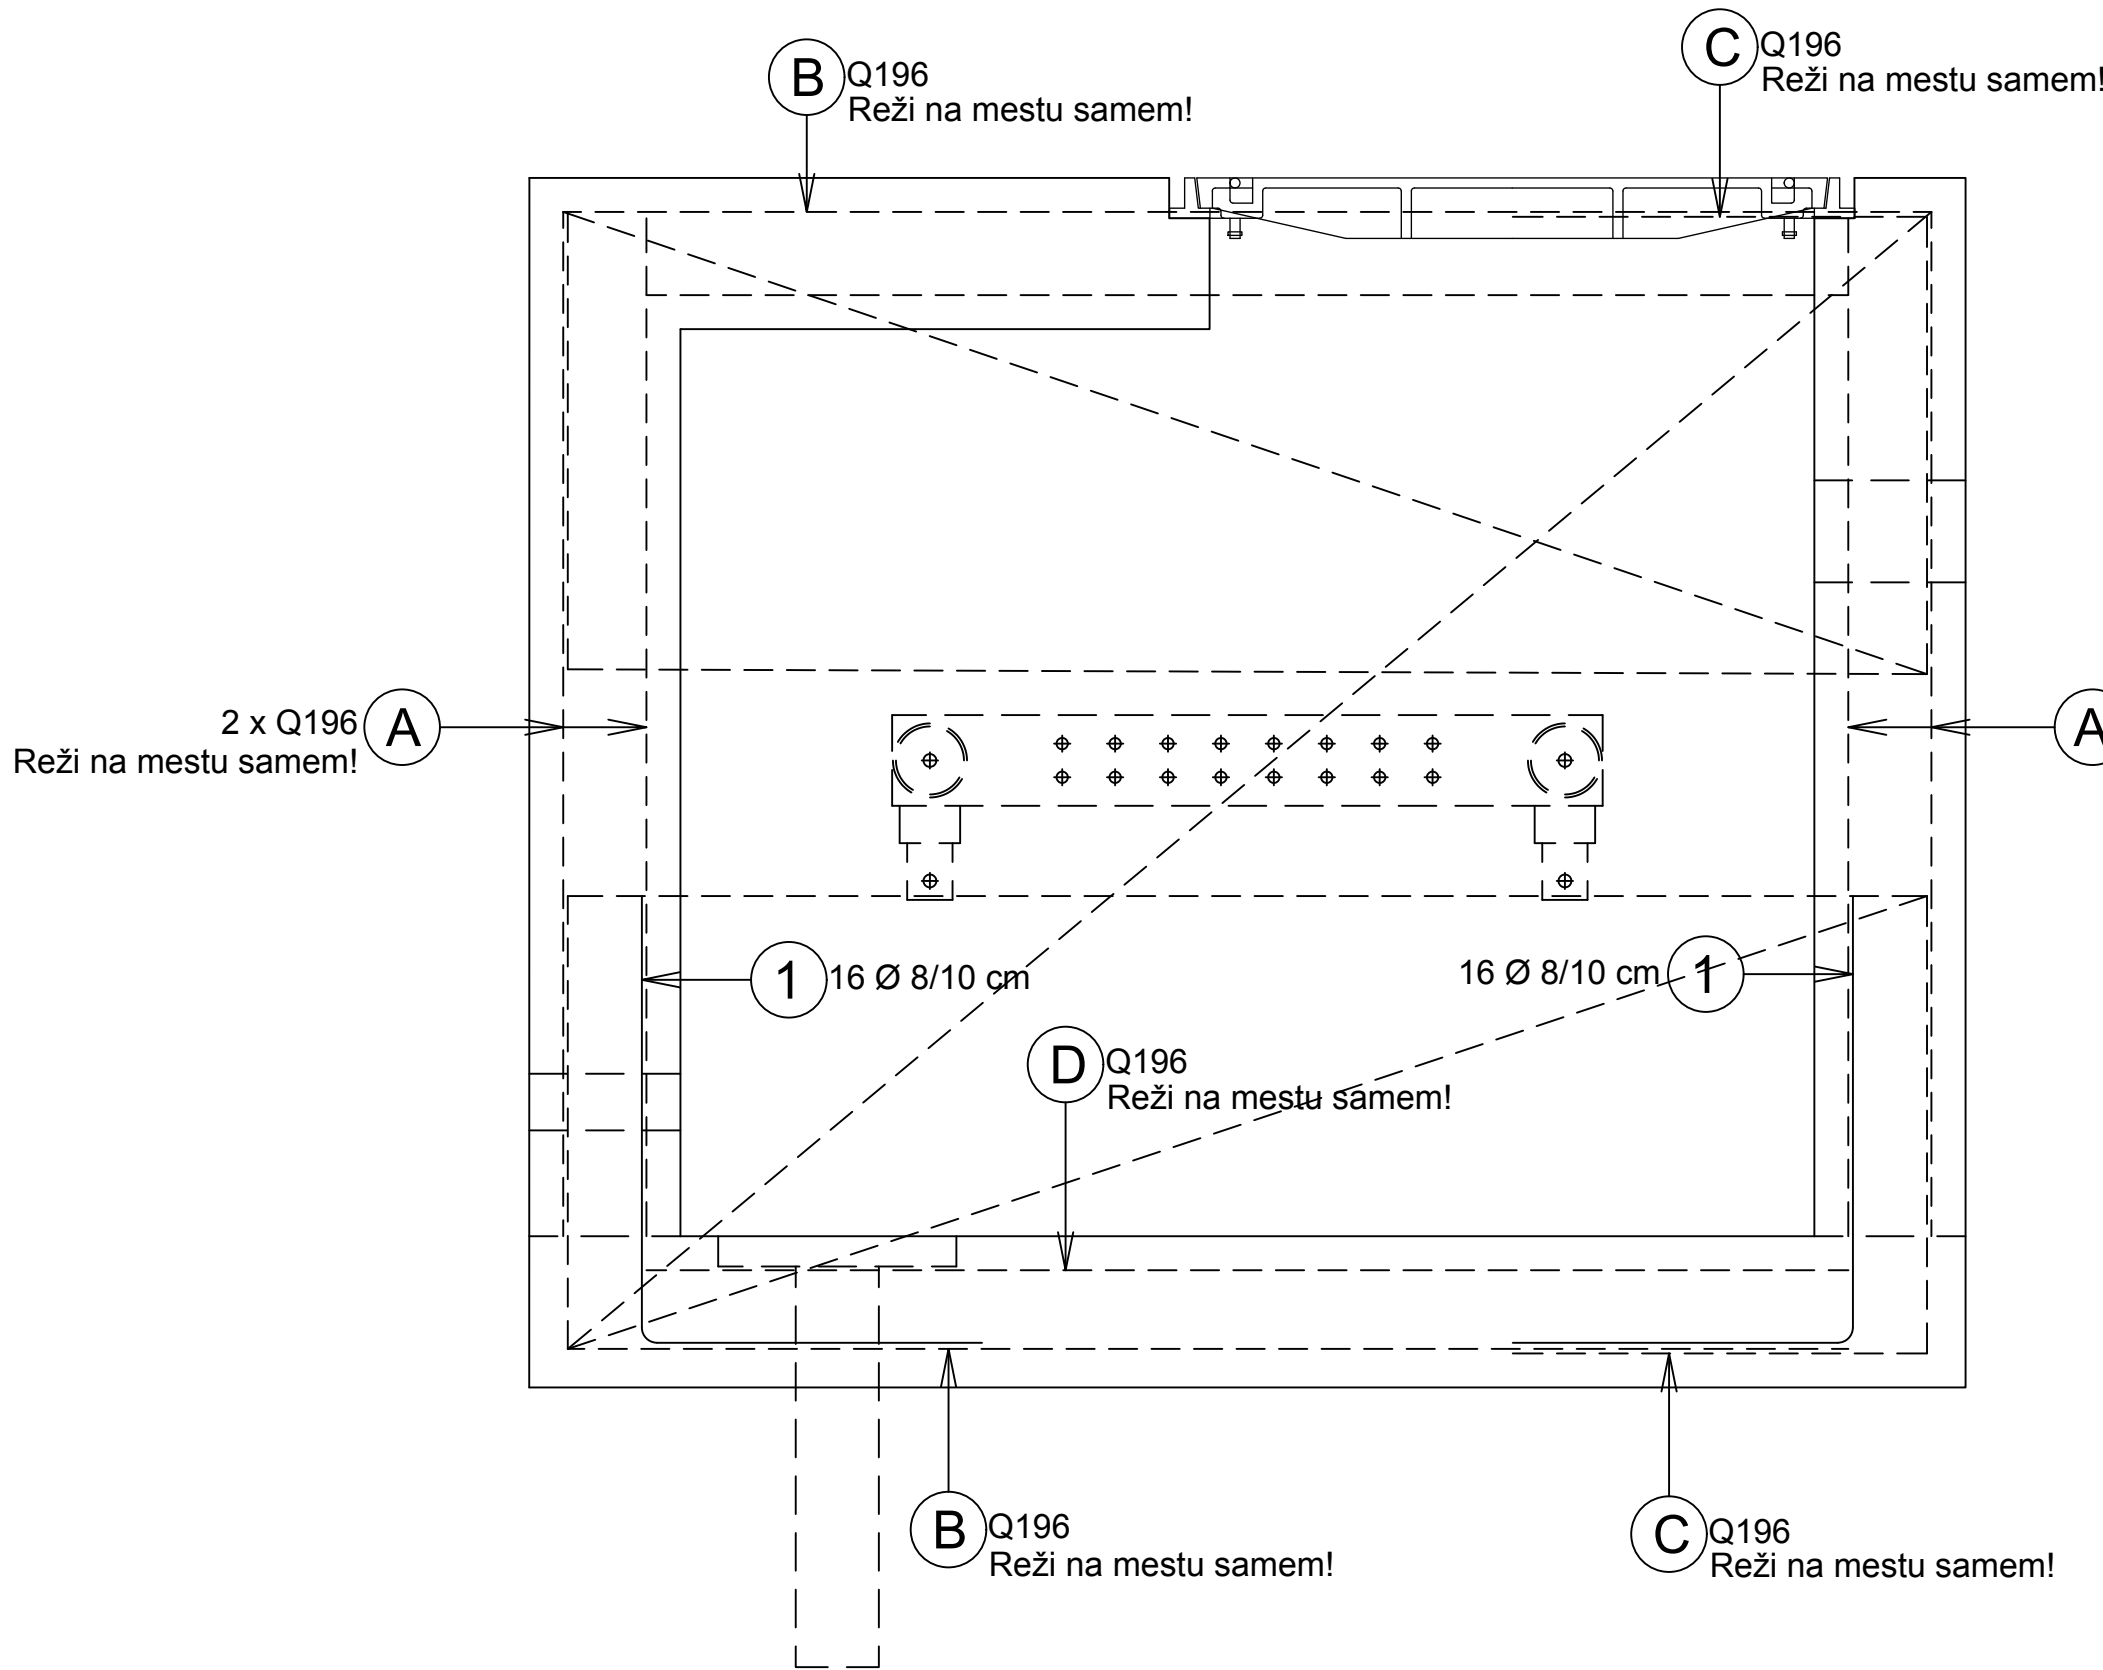 C
Q196
Reži na mestu samem!
B
Q196
Reži na mestu samem!
2 x Q196
A
Reži na mestu samem!
A
1
16 Ø 8/10 cm
16 Ø 8/10 cm
1
D
Q196
Reži na mestu samem!
B
Q196
Reži na mestu samem!
C
Q196
Reži na mestu samem!